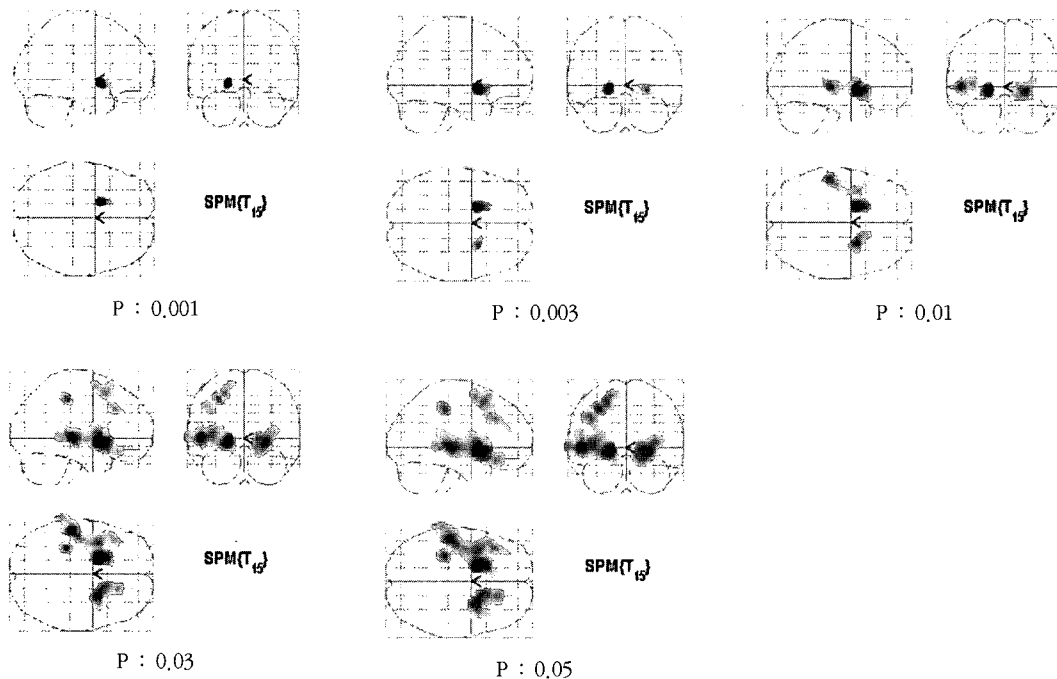 SPM{T₁₅}
P : 0.001
SPM{T₁₅}
P : 0.003
SPM{T₁₅}
P : 0.01
SPM{T₁₅}
P : 0.03
SPM{T₁₅}
P : 0.05